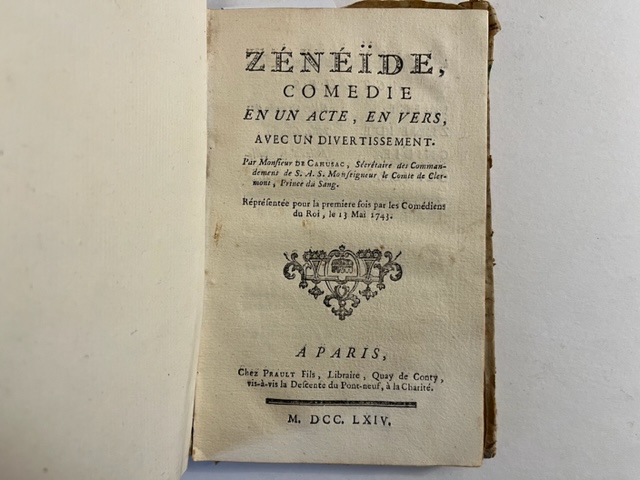 ZÉNÉÏDE,
COMEDIE
EN UN ACTE, EN VERS,
AVEC UN DIVERTISSEMENT.
Par Monſieur DE CAHUSAC, Sécrétaire des Comman-
demens de S. A. S. Monſeigneur le Comte de Cler-
mont, Prince du Sang.
Réprésentée pour la premiere fois par les Comédiens
du Roi, le 13 Mai 1743.
A PARIS,
Chez PRAULT Fils, Libraire, Quay de Conty,
vis-à-vis la Deſcente du Pont-neuf, à la Charité.
M. DCC. LXIV.